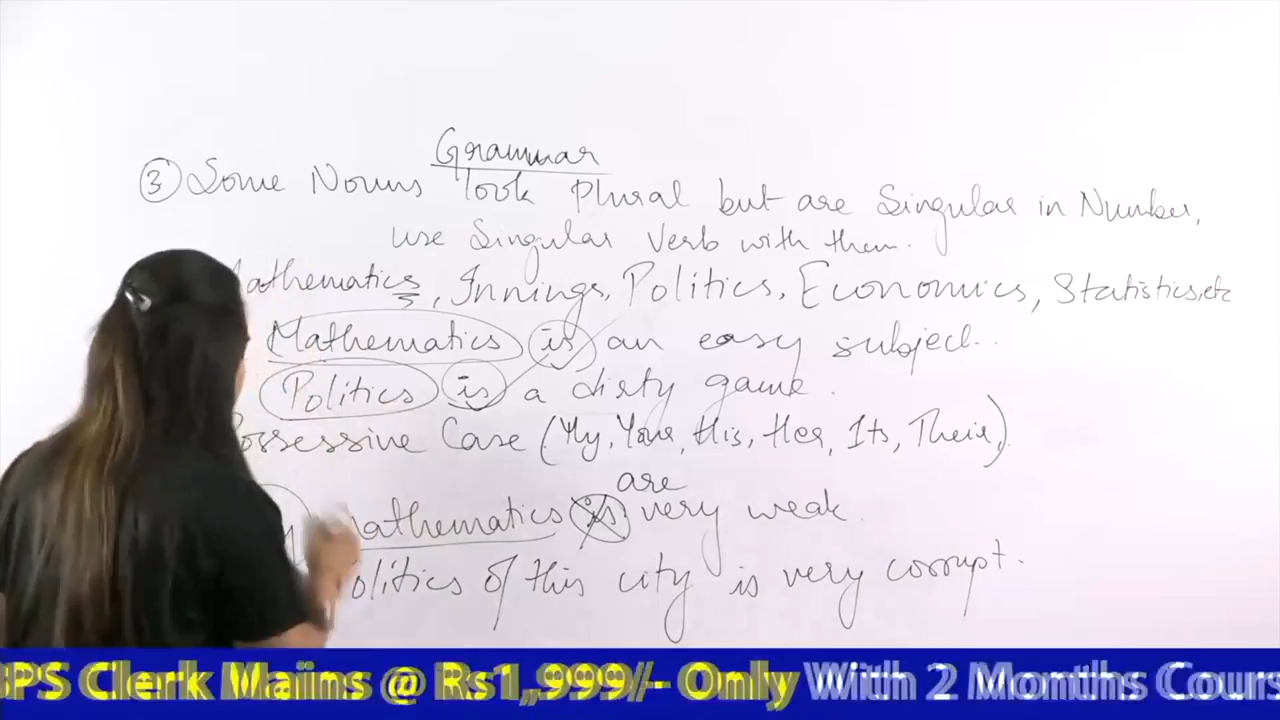 Grammar
③ Some Nouns look Plural but are Singular in Number,
use Singular Verb with them.
athematics, Innings, Politics, Economics, Statistics, etc
Mathematics is an easy subject.
Politics is a dirty game.
Possessive Case (My, Your, His, Her, Its, Their,)
are
athematics is very weak.
olitics of this city is very corrupt.
BPS Clerk Mains @ Rs1,999/- Only With 2 Months Cours